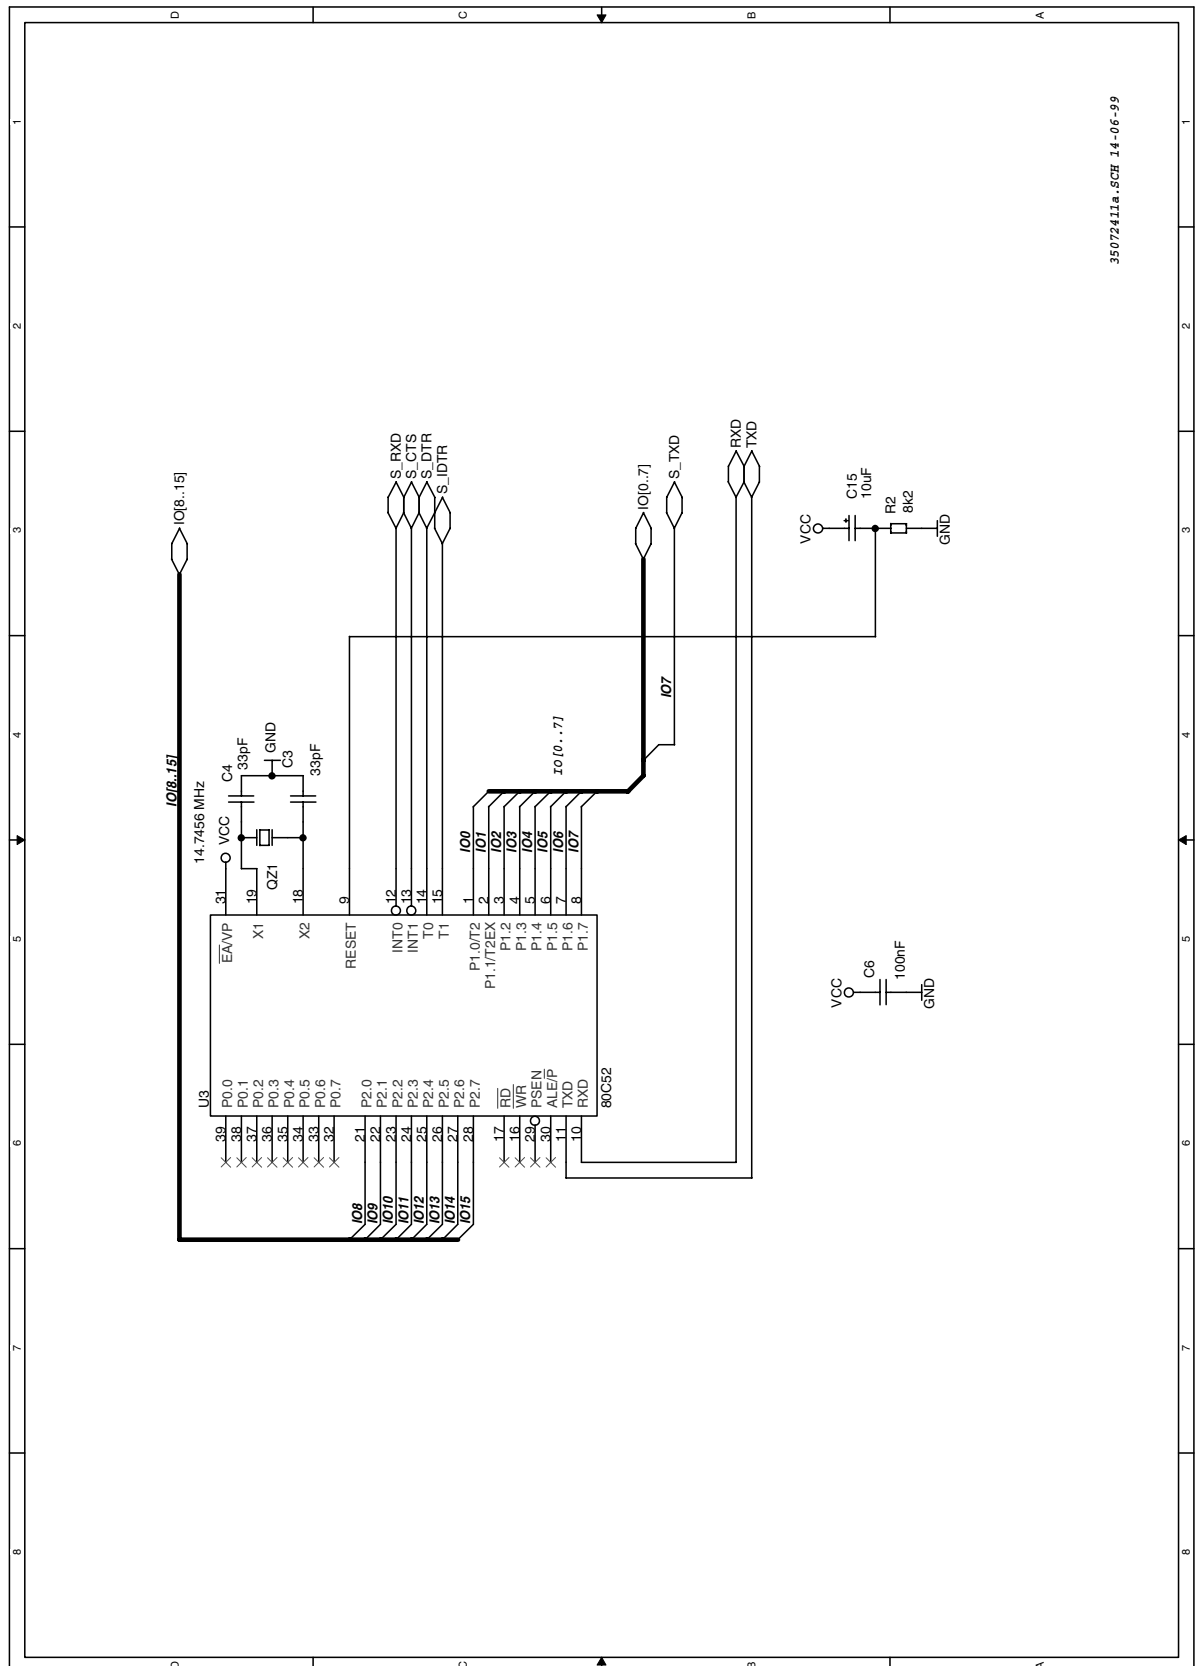 D
C
B
A
1
2
3
4
5
6
7
8
1
2
3
4
5
6
7
8
D
C
B
A
35072411a.SCH 14-06-99
IO[8..15]
IO[8..15]
14.7456 MHz
VCC
C4
33pF
GND
C3
33pF
QZ1
S_RXD
S_CTS
S_DTR
S_IDTR
IO[0..7]
S_TXD
RXD
TXD
IO7
IO[0..7]
VCC
C15
10uF
R2
8k2
GND
VCC
C6
100nF
GND
U3
80C52
31 EA/VP
19 X1
18 X2
9 RESET
12 INT0
13 INT1
14 T0
15 T1
IO0 1 P1.0/T2
IO1 2 P1.1/T2EX
IO2 3 P1.2
IO3 4 P1.3
IO4 5 P1.4
IO5 6 P1.5
IO6 7 P1.6
IO7 8 P1.7
39 P0.0
38 P0.1
37 P0.2
36 P0.3
35 P0.4
34 P0.5
33 P0.6
32 P0.7
IO8 21 P2.0
IO9 22 P2.1
IO10 23 P2.2
IO11 24 P2.3
IO12 25 P2.4
IO13 26 P2.5
IO14 27 P2.6
IO15 28 P2.7
17 RD
16 WR
29 PSEN
30 ALE/P
11 TXD
10 RXD